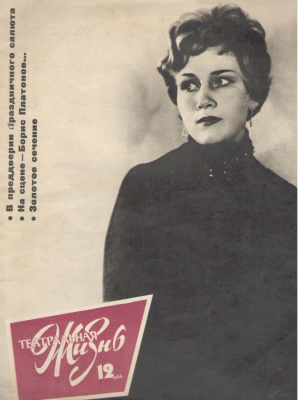 • В преддверии праздничного салюта
• На сцене — Борис Платонов...
• Золотое сечение
ТЕАТРАЛЬНАЯ
Жизнь
12